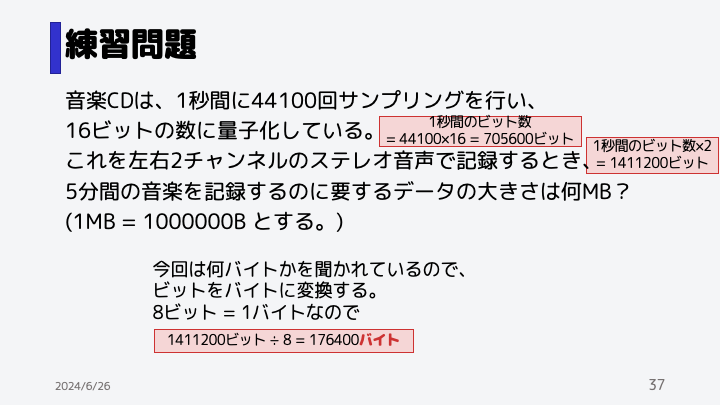 練習問題
音楽CDは、1秒間に44100回サンプリングを行い、
16ビットの数に量子化している。
1秒間のビット数
= 44100×16 = 705600ビット
これを左右2チャンネルのステレオ音声で記録するとき、
1秒間のビット数×2
= 1411200ビット
5分間の音楽を記録するのに要するデータの大きさは何MB？
(1MB = 1000000B とする。)
今回は何バイトかを聞かれているので、
ビットをバイトに変換する。
8ビット = 1バイトなので
1411200ビット ÷ 8 = 176400バイト
2024/6/26
37